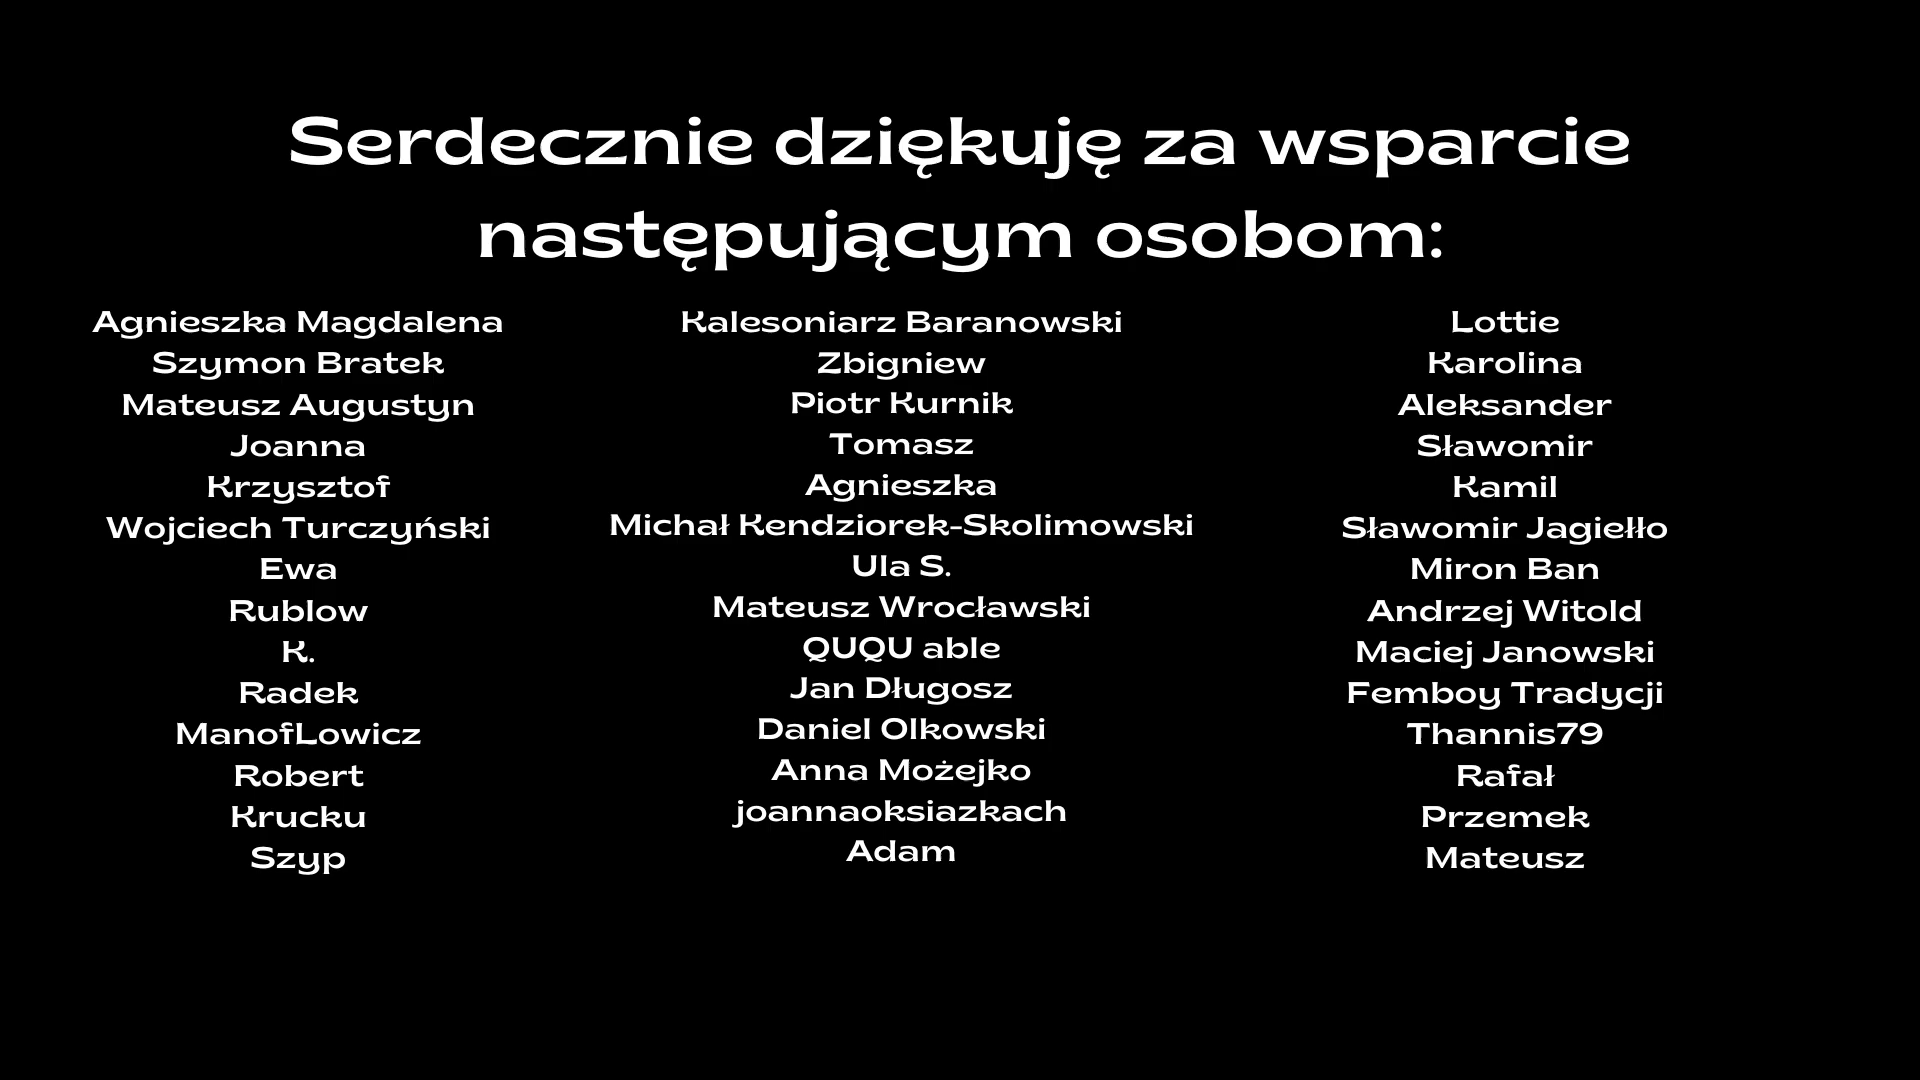 Serdecznie dziękuję za wsparcie
następującym osobom:
Agnieszka Magdalena
Szymon Bratek
Mateusz Augustyn
Joanna
Krzysztof
Wojciech Turczyński
Ewa
Rublow
K.
Radek
ManofLowicz
Robert
Krucku
Szyp
Kalesoniarz Baranowski
Zbigniew
Piotr Kurnik
Tomasz
Agnieszka
Michał Kendziorek-Skolimowski
Ula S.
Mateusz Wrocławski
QUQU able
Jan Długosz
Daniel Olkowski
Anna Możejko
joannaoksiazkach
Adam
Lottie
Karolina
Aleksander
Sławomir
Kamil
Sławomir Jagiełło
Miron Ban
Andrzej Witold
Maciej Janowski
Femboy Tradycji
Thannis79
Rafał
Przemek
Mateusz